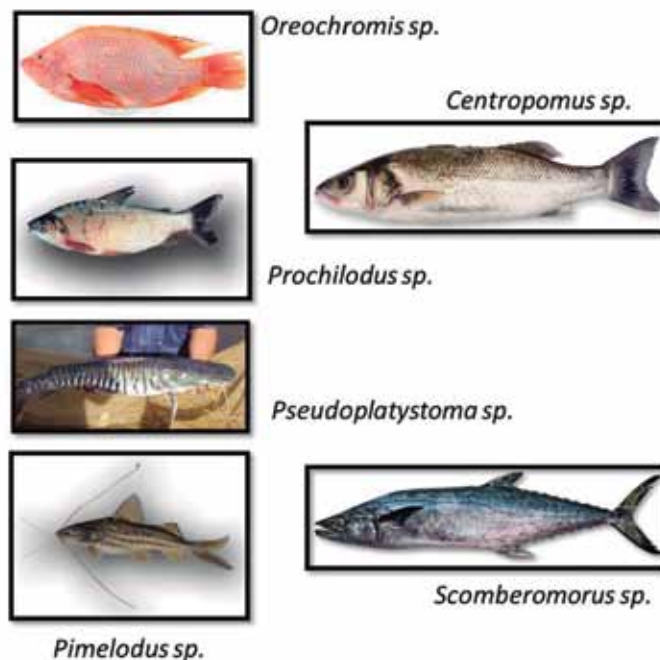 Oreochromis sp.
Centropomus sp.
Prochilodus sp.
Pseudoplatystoma sp.
Pimelodus sp.
Scomberomorus sp.